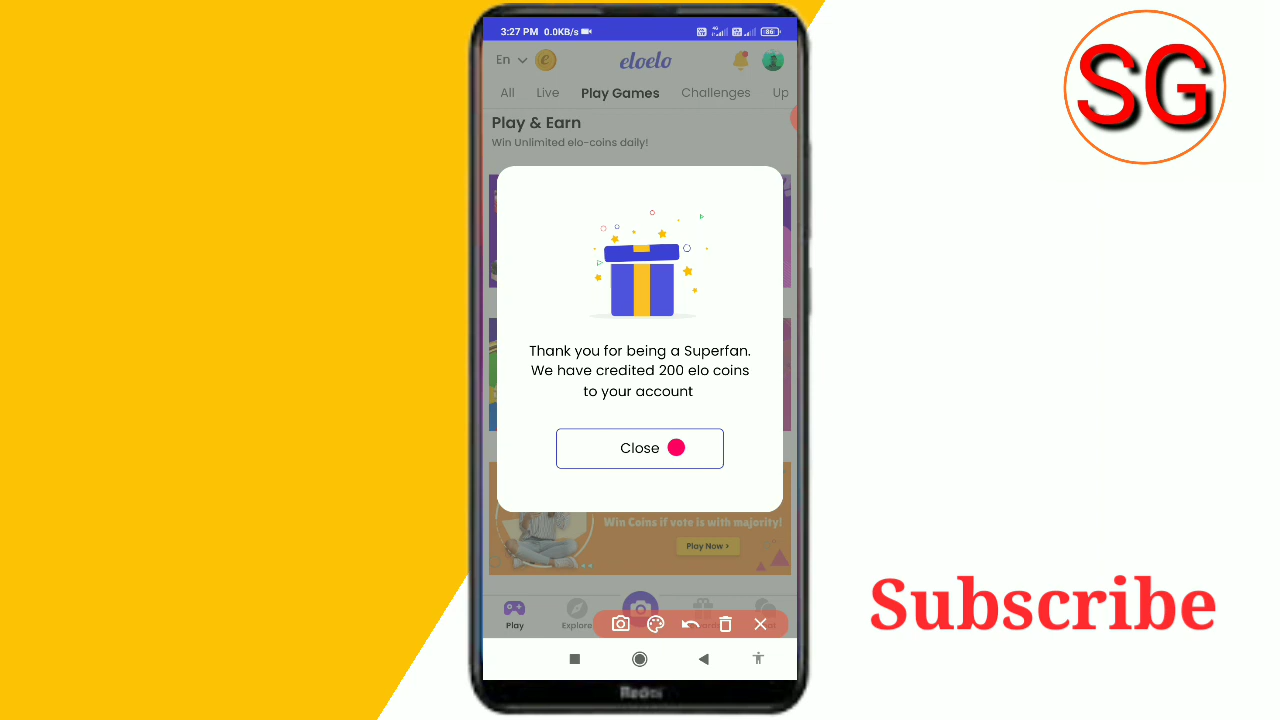 3:27 PM 0.0KB/s
86
En
eloelo
All Live Play Games Challenges Up
Play & Earn
Win Unlimited elo-coins daily!
Thank you for being a Superfan.
We have credited 200 elo coins
to your account
Close
Win Coins if vote is with majority!
Play Now >
Play
Explore
Redmi
SG
Subscribe